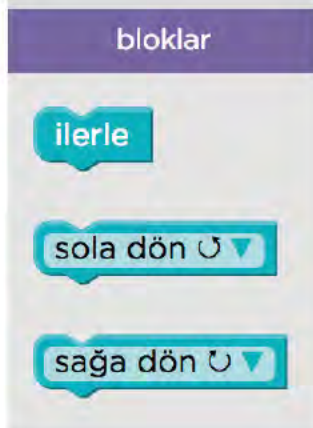 bloklar
ilerle
sola dön ↺ ▼
sağa dön ↻ ▼